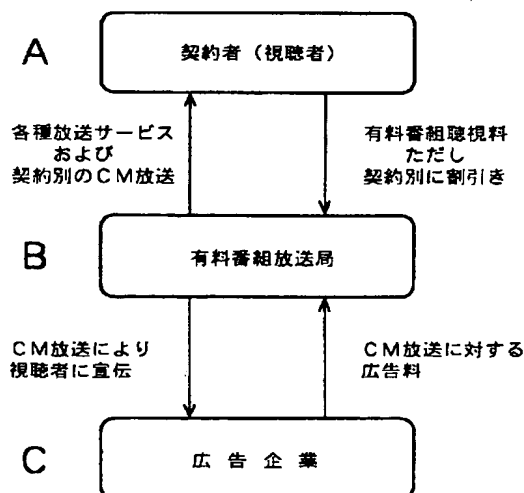 A
契約者（視聴者）
各種放送サービス
および
契約別のCM放送
有料番組聴視料
ただし
契約別に割引き
B
有料番組放送局
CM放送により
視聴者に宣伝
CM放送に対する
広告料
C
広告企業